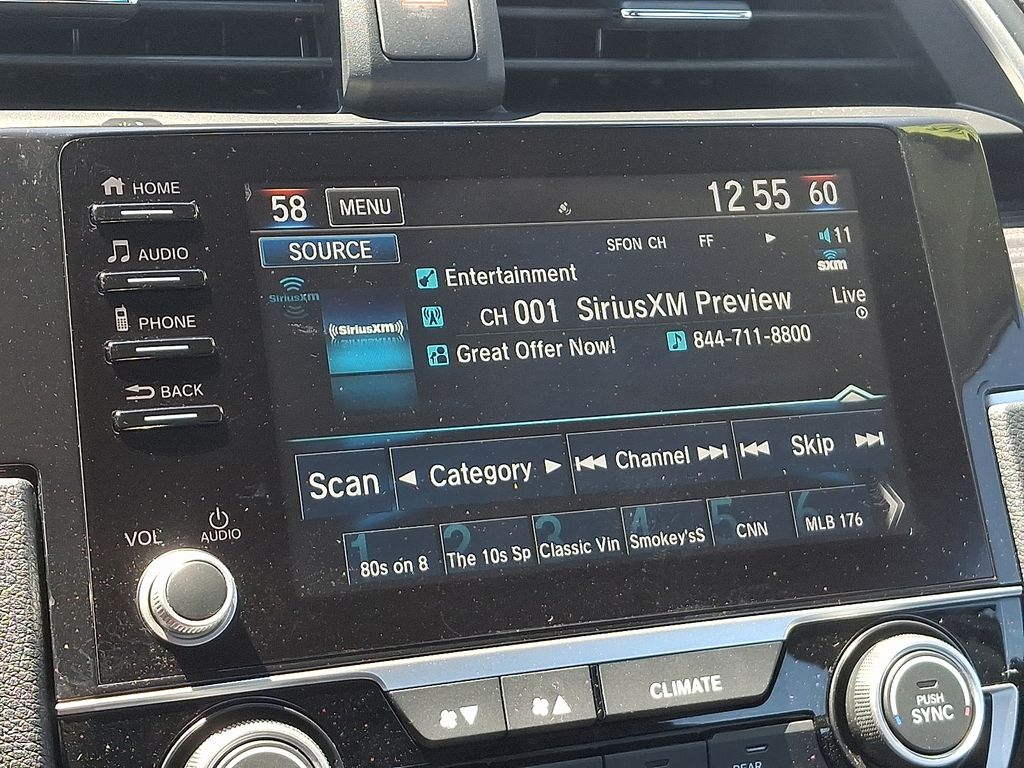 HOME
AUDIO
PHONE
BACK
VOL
AUDIO
58
MENU
12 55
60
SOURCE
SFON CH FF
11
sxm
SiriusXM
((SiriusXM))
Entertainment
CH 001 SiriusXM Preview
Live
Great Offer Now!
844-711-8800
Scan
Category
Channel
Skip
1 80s on 8
2 The 10s Sp
3 Classic Vin
4 Smokey'sS
5 CNN
6 MLB 176
CLIMATE
PUSH
SYNC
REAR